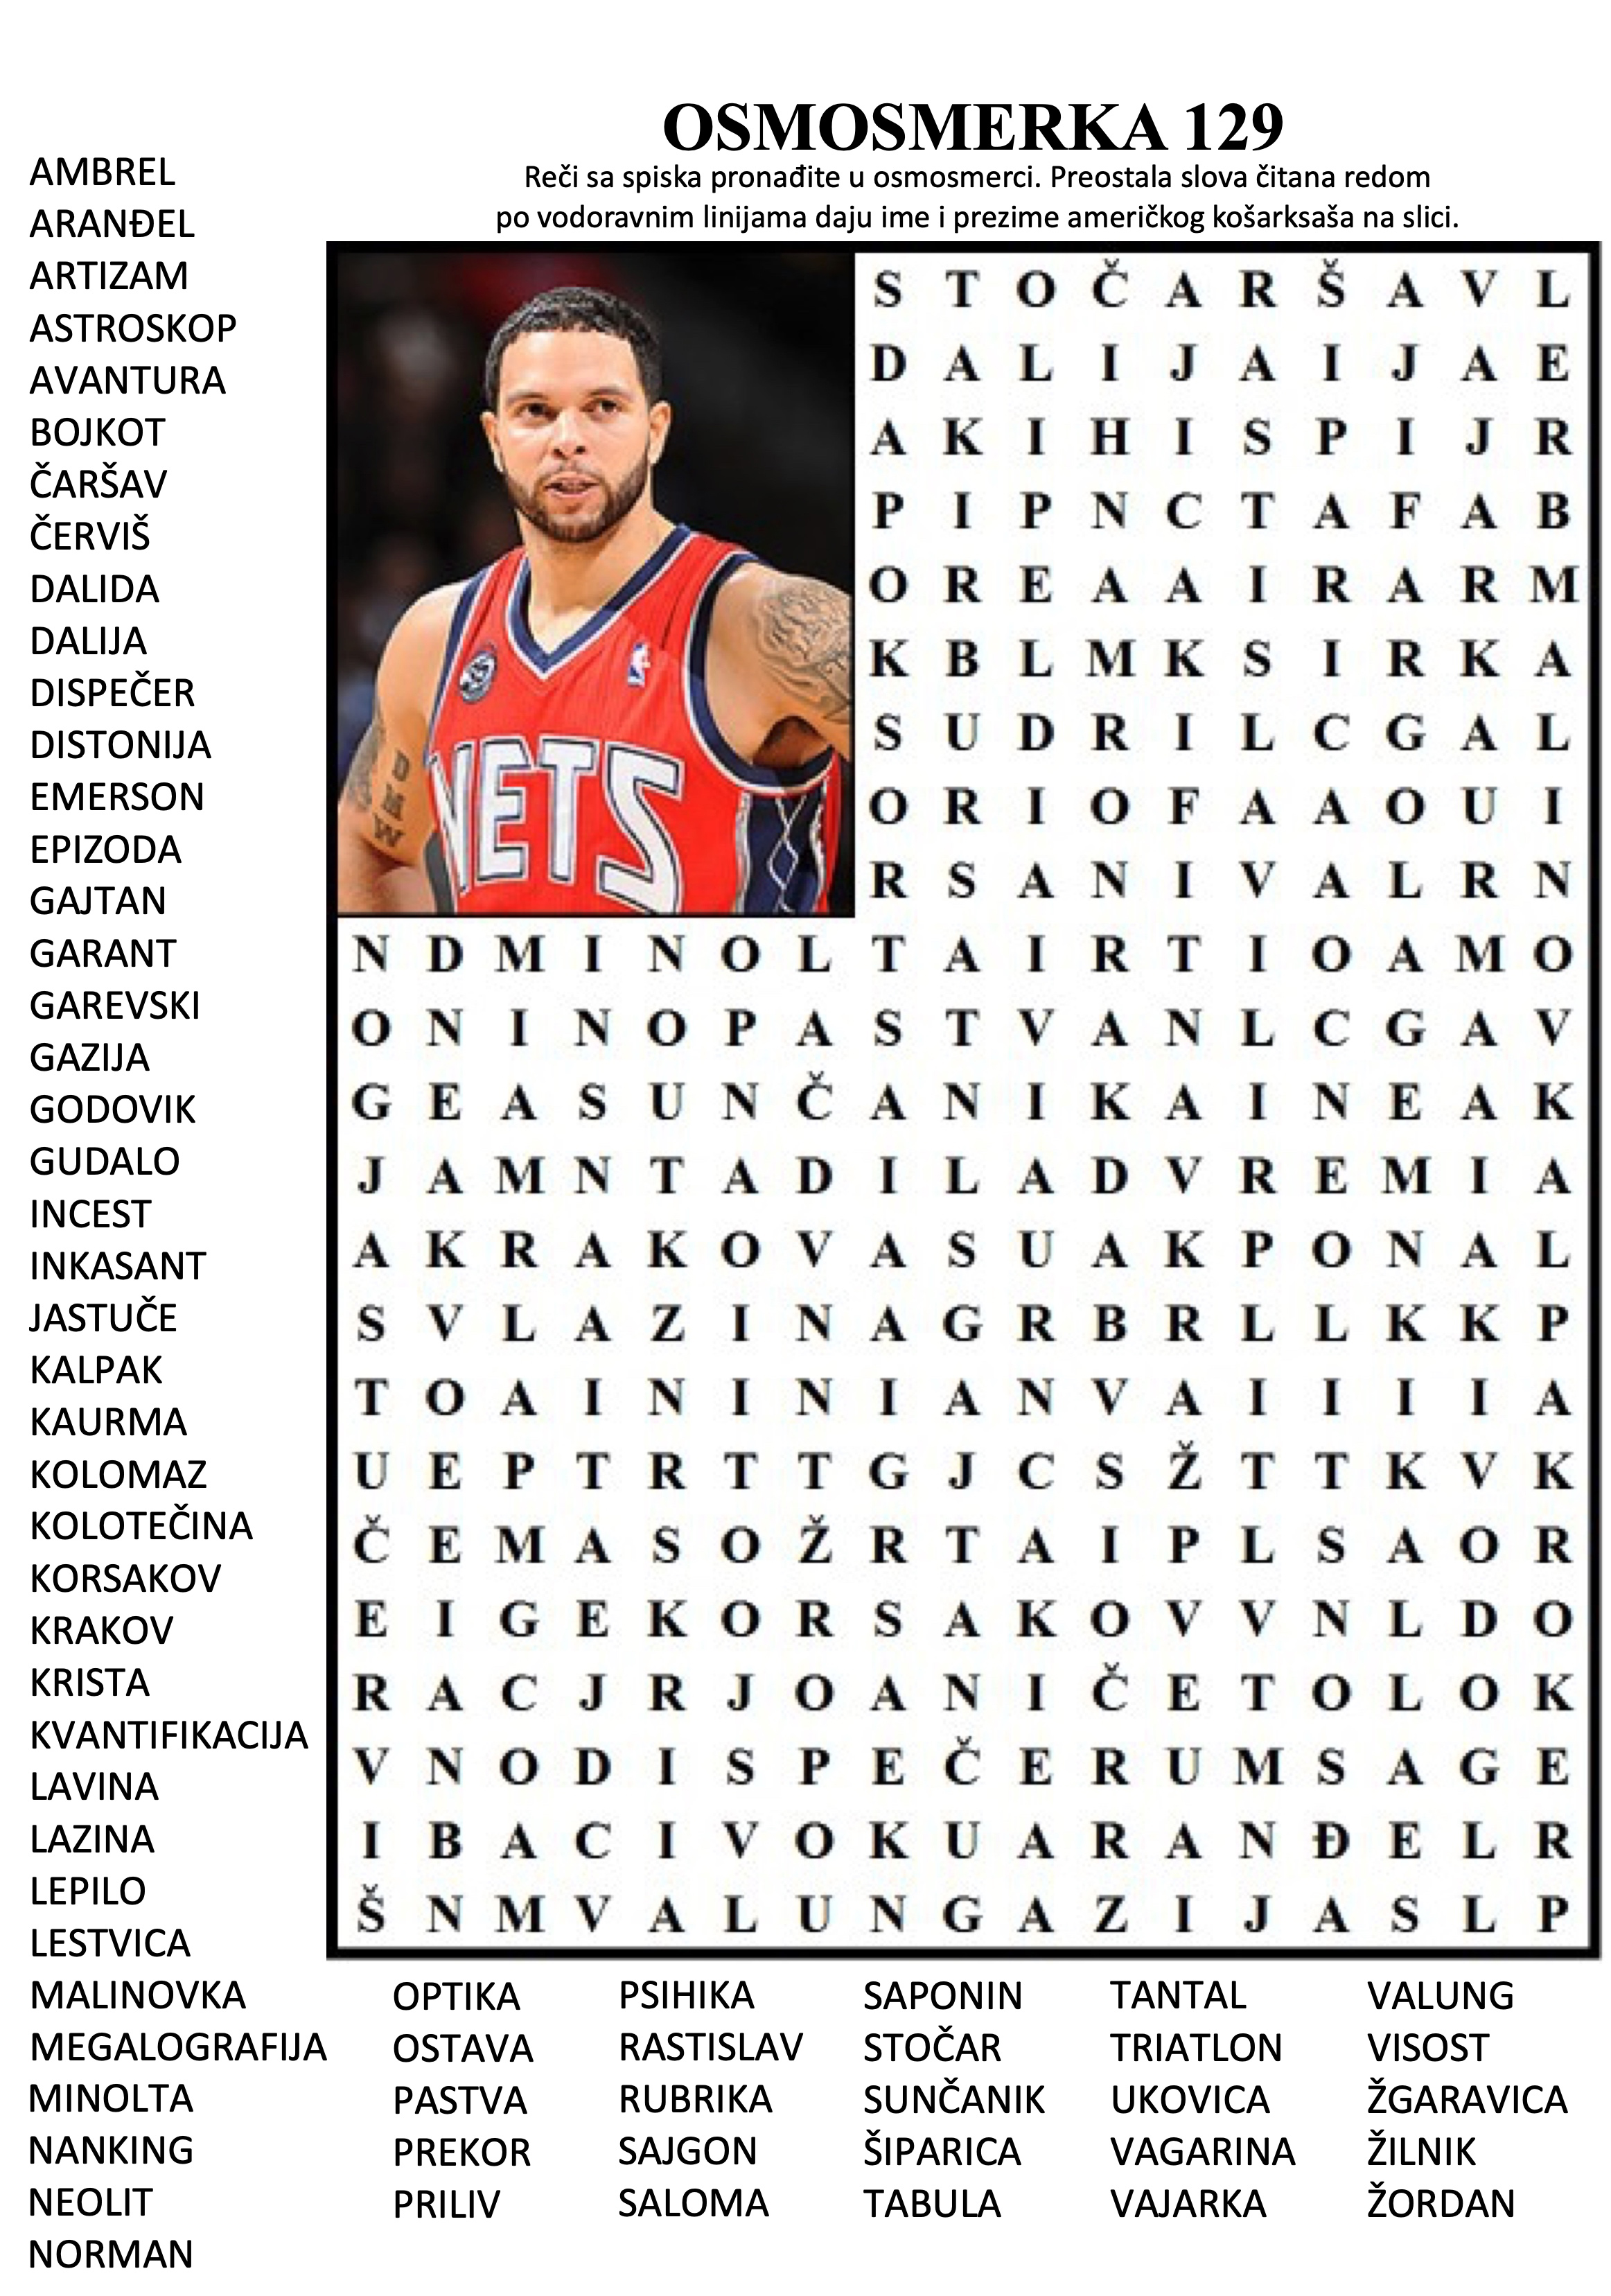 OSMOSMERKA 129
Reči sa spiska pronađite u osmosmerci. Preostala slova čitana redom
po vodoravnim linijama daju ime i prezime američkog košarksaša na slici.
AMBREL
ARANĐEL
ARTIZAM
ASTROSKOP
AVANTURA
BOJKOT
ČARŠAV
ČERVIŠ
DALIDA
DALIJA
DISPEČER
DISTONIJA
EMERSON
EPIZODA
GAJTAN
GARANT
GAREVSKI
GAZIJA
GODOVIK
GUDALO
INCEST
INKASANT
JASTUČE
KALPAK
KAURMA
KOLOMAZ
KOLOTEČINA
KORSAKOV
KRAKOV
KRISTA
KVANTIFIKACIJA
LAVINA
LAZINA
LEPILO
LESTVICA
MALINOVKA
MEGALOGRAFIJA
MINOLTA
NANKING
NEOLIT
NORMAN
S T O Č A R Š A V L
D A L I J A I J A E
A K I H I S P I J R
P I P N C T A F A B
O R E A A I R A R M
K B L M K S I R K A
S U D R I L C G A L
O R I O F A A O U I
R S A N I V A L R N
N D M I N O L T A I R T I O A M O
O N I N O P A S T V A N L C G A V
G E A S U N Č A N I K A I N E A K
J A M N T A D I L A D V R E M I A
A K R A K O V A S U A K P O N A L
S V L A Z I N A G R B R L L K K P
T O A I N I N I A N V A I I I I A
U E P T R T T G J C S Ž T T K V K
Č E M A S O Ž R T A I P L S A O R
E I G E K O R S A K O V V N L D O
R A C J R J O A N I Č E T O L O K
V N O D I S P E Č E R U M S A G E
I B A C I V O K U A R A N Đ E L R
Š N M V A L U N G A Z I J A S L P
NETS
D
M
W
OPTIKA
OSTAVA
PASTVA
PREKOR
PRILIV
PSIHIKA
RASTISLAV
RUBRIKA
SAJGON
SALOMA
SAPONIN
STOČAR
SUNČANIK
ŠIPARICA
TABULA
TANTAL
TRIATLON
UKOVICA
VAGARINA
VAJARKA
VALUNG
VISOST
ŽGARAVICA
ŽILNIK
ŽORDAN